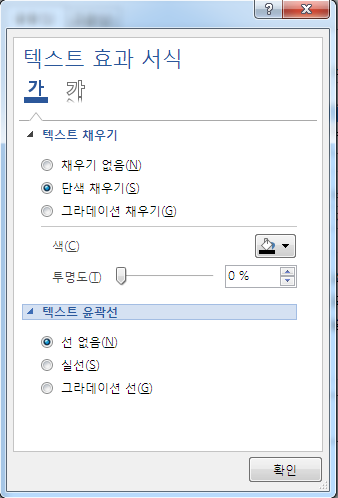 텍스트 효과 서식
가 가
텍스트 채우기
채우기 없음(N)
단색 채우기(S)
그라데이션 채우기(G)
색(C)
투명도(T) 0 %
텍스트 윤곽선
선 없음(N)
실선(S)
그라데이션 선(G)
확인